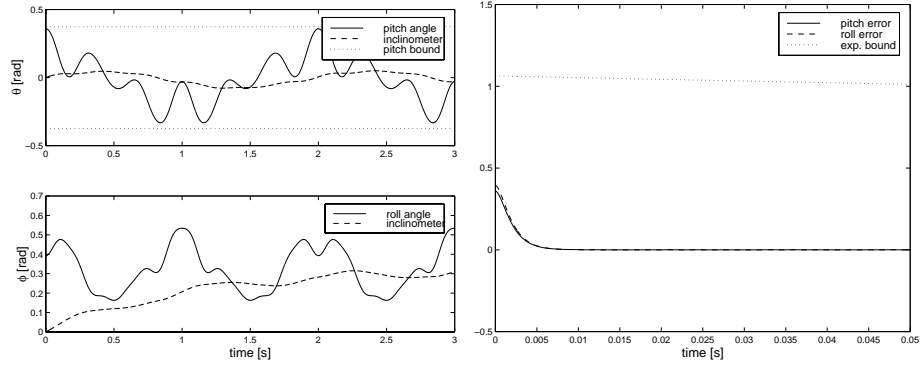 0.5
0
-0.5
θ [rad]
0 0.5 1 1.5 2 2.5 3
pitch angle
inclinometer
pitch bound
0.7
0.6
0.5
0.4
0.3
0.2
0.1
0
ϕ [rad]
0 0.5 1 1.5 2 2.5 3
time [s]
roll angle
inclinometer
1.5
1
0.5
0
-0.5
0 0.005 0.01 0.015 0.02 0.025 0.03 0.035 0.04 0.045 0.05
time [s]
pitch error
roll error
exp. bound